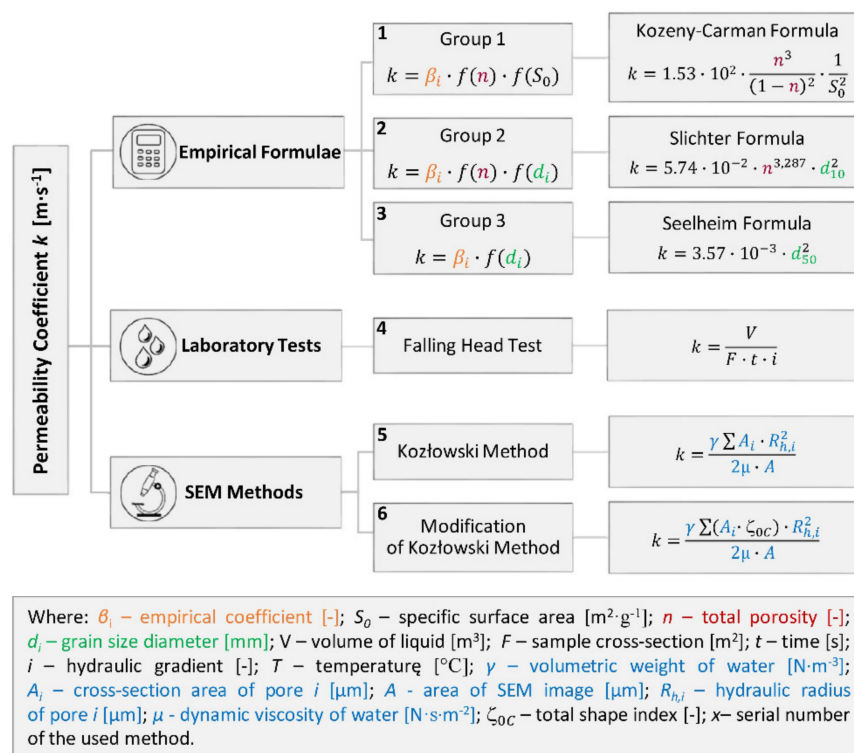 Permeability Coefficient k [m·s⁻¹]
Empirical Formulae
1
Group 1
k = βᵢ · f(n) · f(S₀)
Kozeny-Carman Formula
k = 1.53 · 10² · n³/(1 − n)² · 1/S₀²
2
Group 2
k = βᵢ · f(n) · f(dᵢ)
Slichter Formula
k = 5.74 · 10⁻² · n³,²⁸⁷ · d₁₀²
3
Group 3
k = βᵢ · f(dᵢ)
Seelheim Formula
k = 3.57 · 10⁻³ · d₅₀²
Laboratory Tests
4
Falling Head Test
k = V/(F · t · i)
SEM Methods
5
Kozłowski Method
k = (γ ∑ Aᵢ · R²h,i)/(2μ · A)
6
Modification
of Kozłowski Method
k = (γ ∑(Aᵢ · ζ₀C) · R²h,i)/(2μ · A)
Where: βᵢ – empirical coefficient [-]; S₀ – specific surface area [m²·g⁻¹]; n – total porosity [-];
dᵢ – grain size diameter [mm]; V – volume of liquid [m³]; F – sample cross-section [m²]; t – time [s];
i – hydraulic gradient [-]; T – temperaturę [°C]; γ – volumetric weight of water [N·m⁻³];
Aᵢ – cross-section area of pore i [μm]; A - area of SEM image [μm]; Rh,i – hydraulic radius
of pore i [μm]; μ - dynamic viscosity of water [N·s·m⁻²]; ζ₀C – total shape index [-]; x– serial number
of the used method.